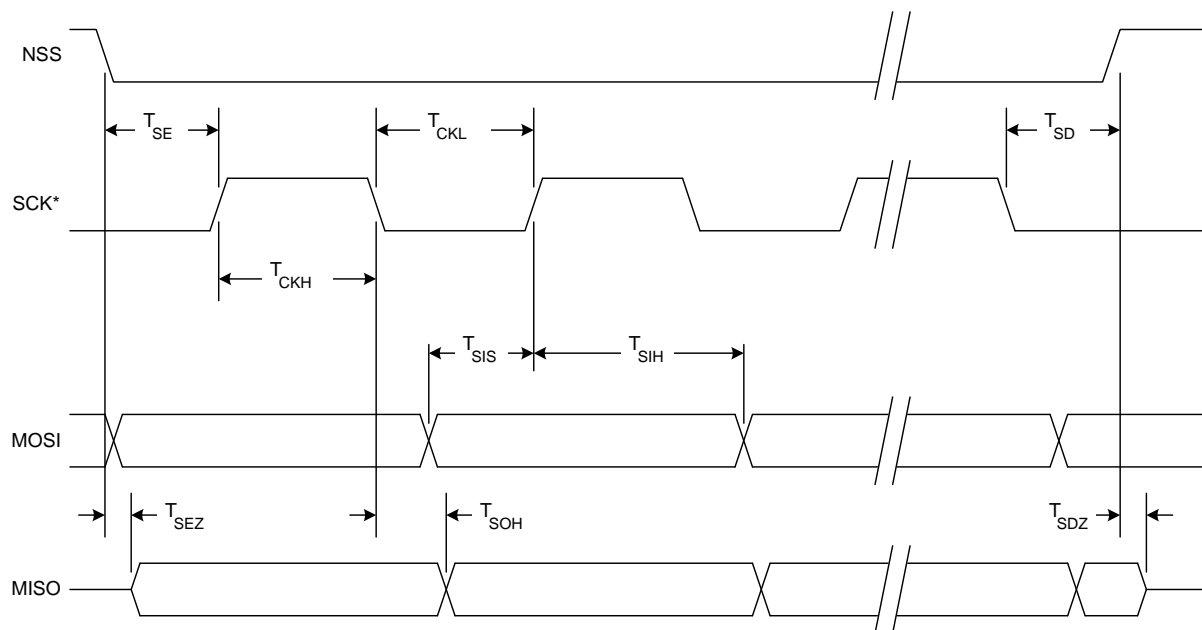 NSS
T_SE
T_CKL
T_SD
SCK*
T_CKH
T_SIS
T_SIH
MOSI
T_SEZ
T_SOH
T_SDZ
MISO